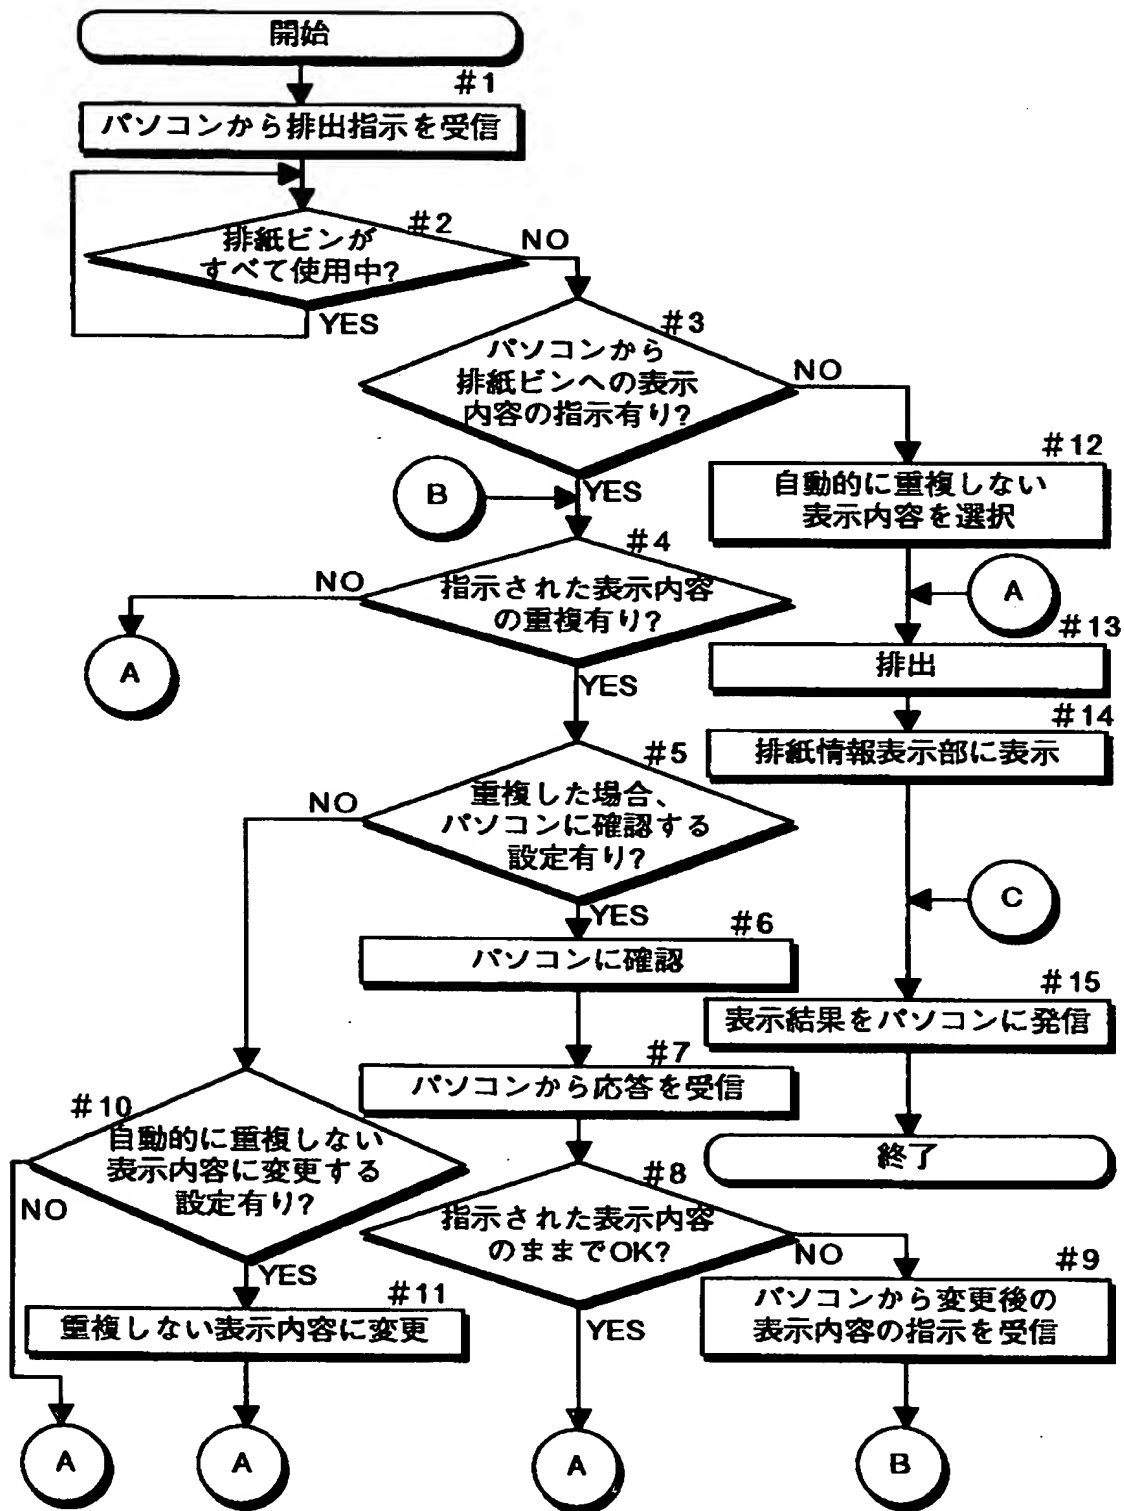 開始
#1
パソコンから排出指示を受信
#2
排紙ビンが
すべて使用中?
NO
YES
#3
パソコンから
排紙ビンへの表示
内容の指示有り?
NO
YES
#12
自動的に重複しない
表示内容を選択
B
#4
指示された表示内容
の重複有り?
NO
YES
A
A
#13
排出
#14
排紙情報表示部に表示
#5
重複した場合、
パソコンに確認する
設定有り?
NO
YES
C
#6
パソコンに確認
#15
表示結果をパソコンに発信
#7
パソコンから応答を受信
終了
#10
自動的に重複しない
表示内容に変更する
設定有り?
NO
YES
#8
指示された表示内容
のままでOK?
NO
YES
#11
重複しない表示内容に変更
#9
パソコンから変更後の
表示内容の指示を受信
A
A
A
B